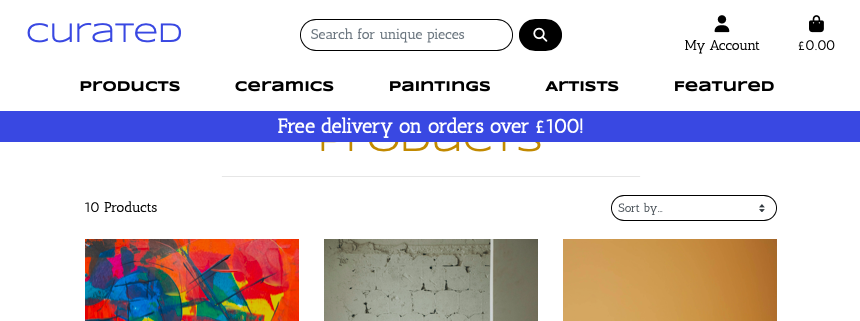 curated
Search for unique pieces
My Account
£0.00
Products
Ceramics
Paintings
Artists
Featured
Free delivery on orders over £100!
Products
10 Products
Sort by...